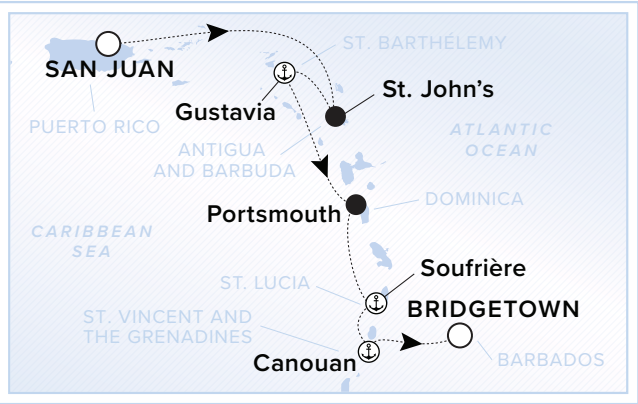 ST. BARTHÉLEMY
SAN JUAN
St. John's
Gustavia
PUERTO RICO
ATLANTIC
OCEAN
ANTIGUA
AND BARBUDA
DOMINICA
Portsmouth
CARIBBEAN
SEA
Soufrière
ST. LUCIA
BRIDGETOWN
ST. VINCENT AND
THE GRENADINES
Canouan
BARBADOS